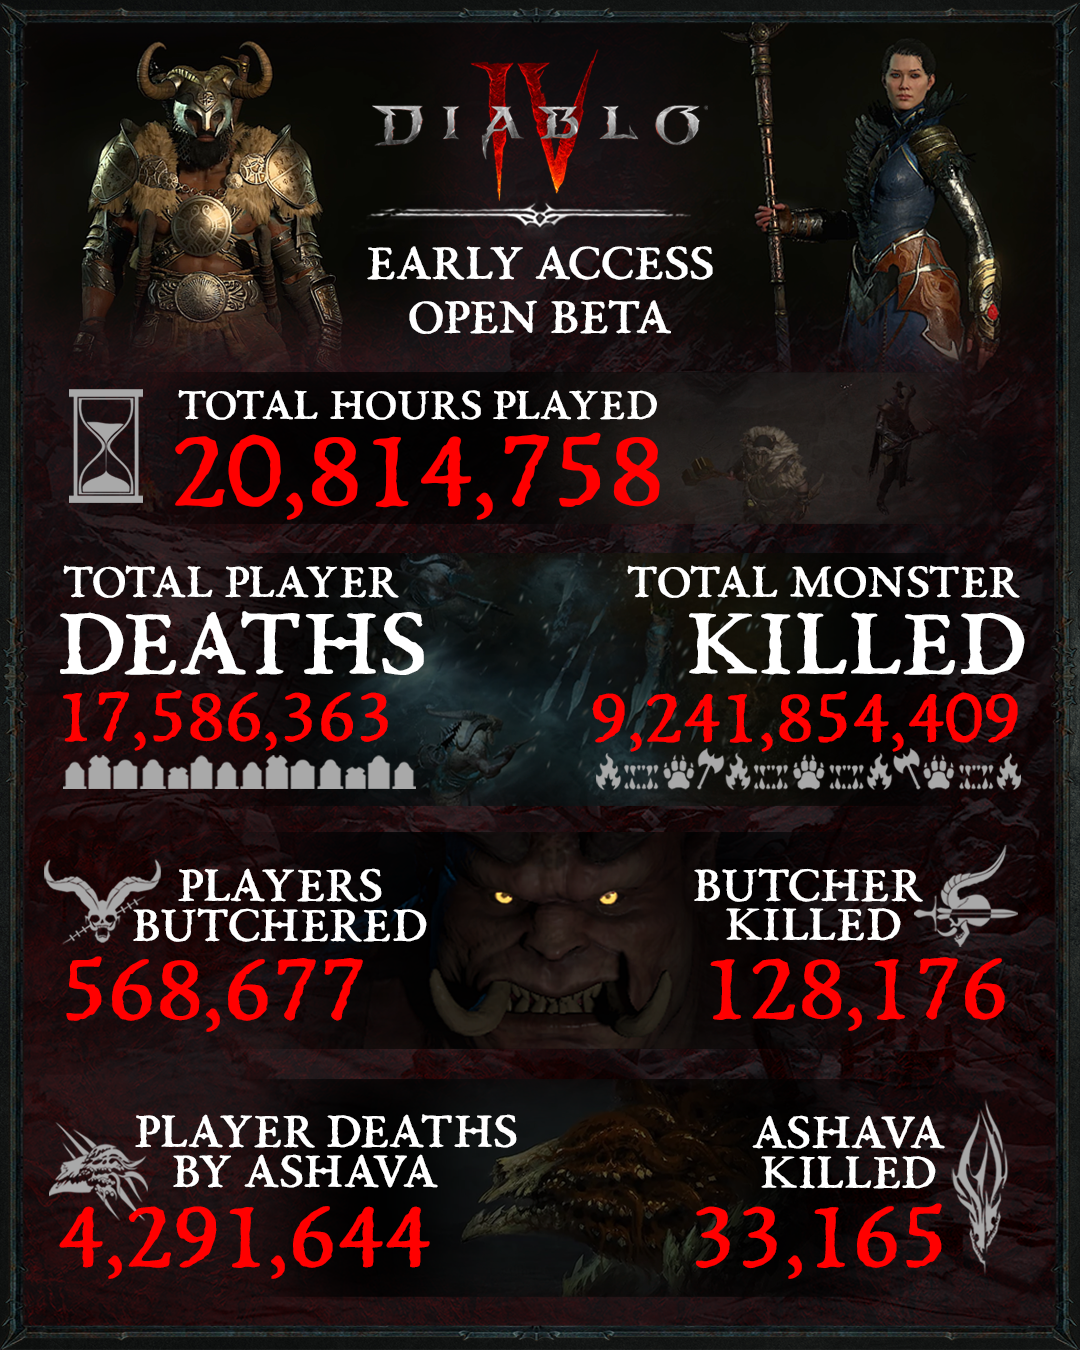 DIABLO
IV
EARLY ACCESS
OPEN BETA
TOTAL HOURS PLAYED
20,814,758
TOTAL PLAYER
DEATHS
17,586,363
TOTAL MONSTER
KILLED
9,241,854,409
PLAYERS
BUTCHERED
568,677
BUTCHER
KILLED
128,176
PLAYER DEATHS
BY ASHAVA
4,291,644
ASHAVA
KILLED
33,165